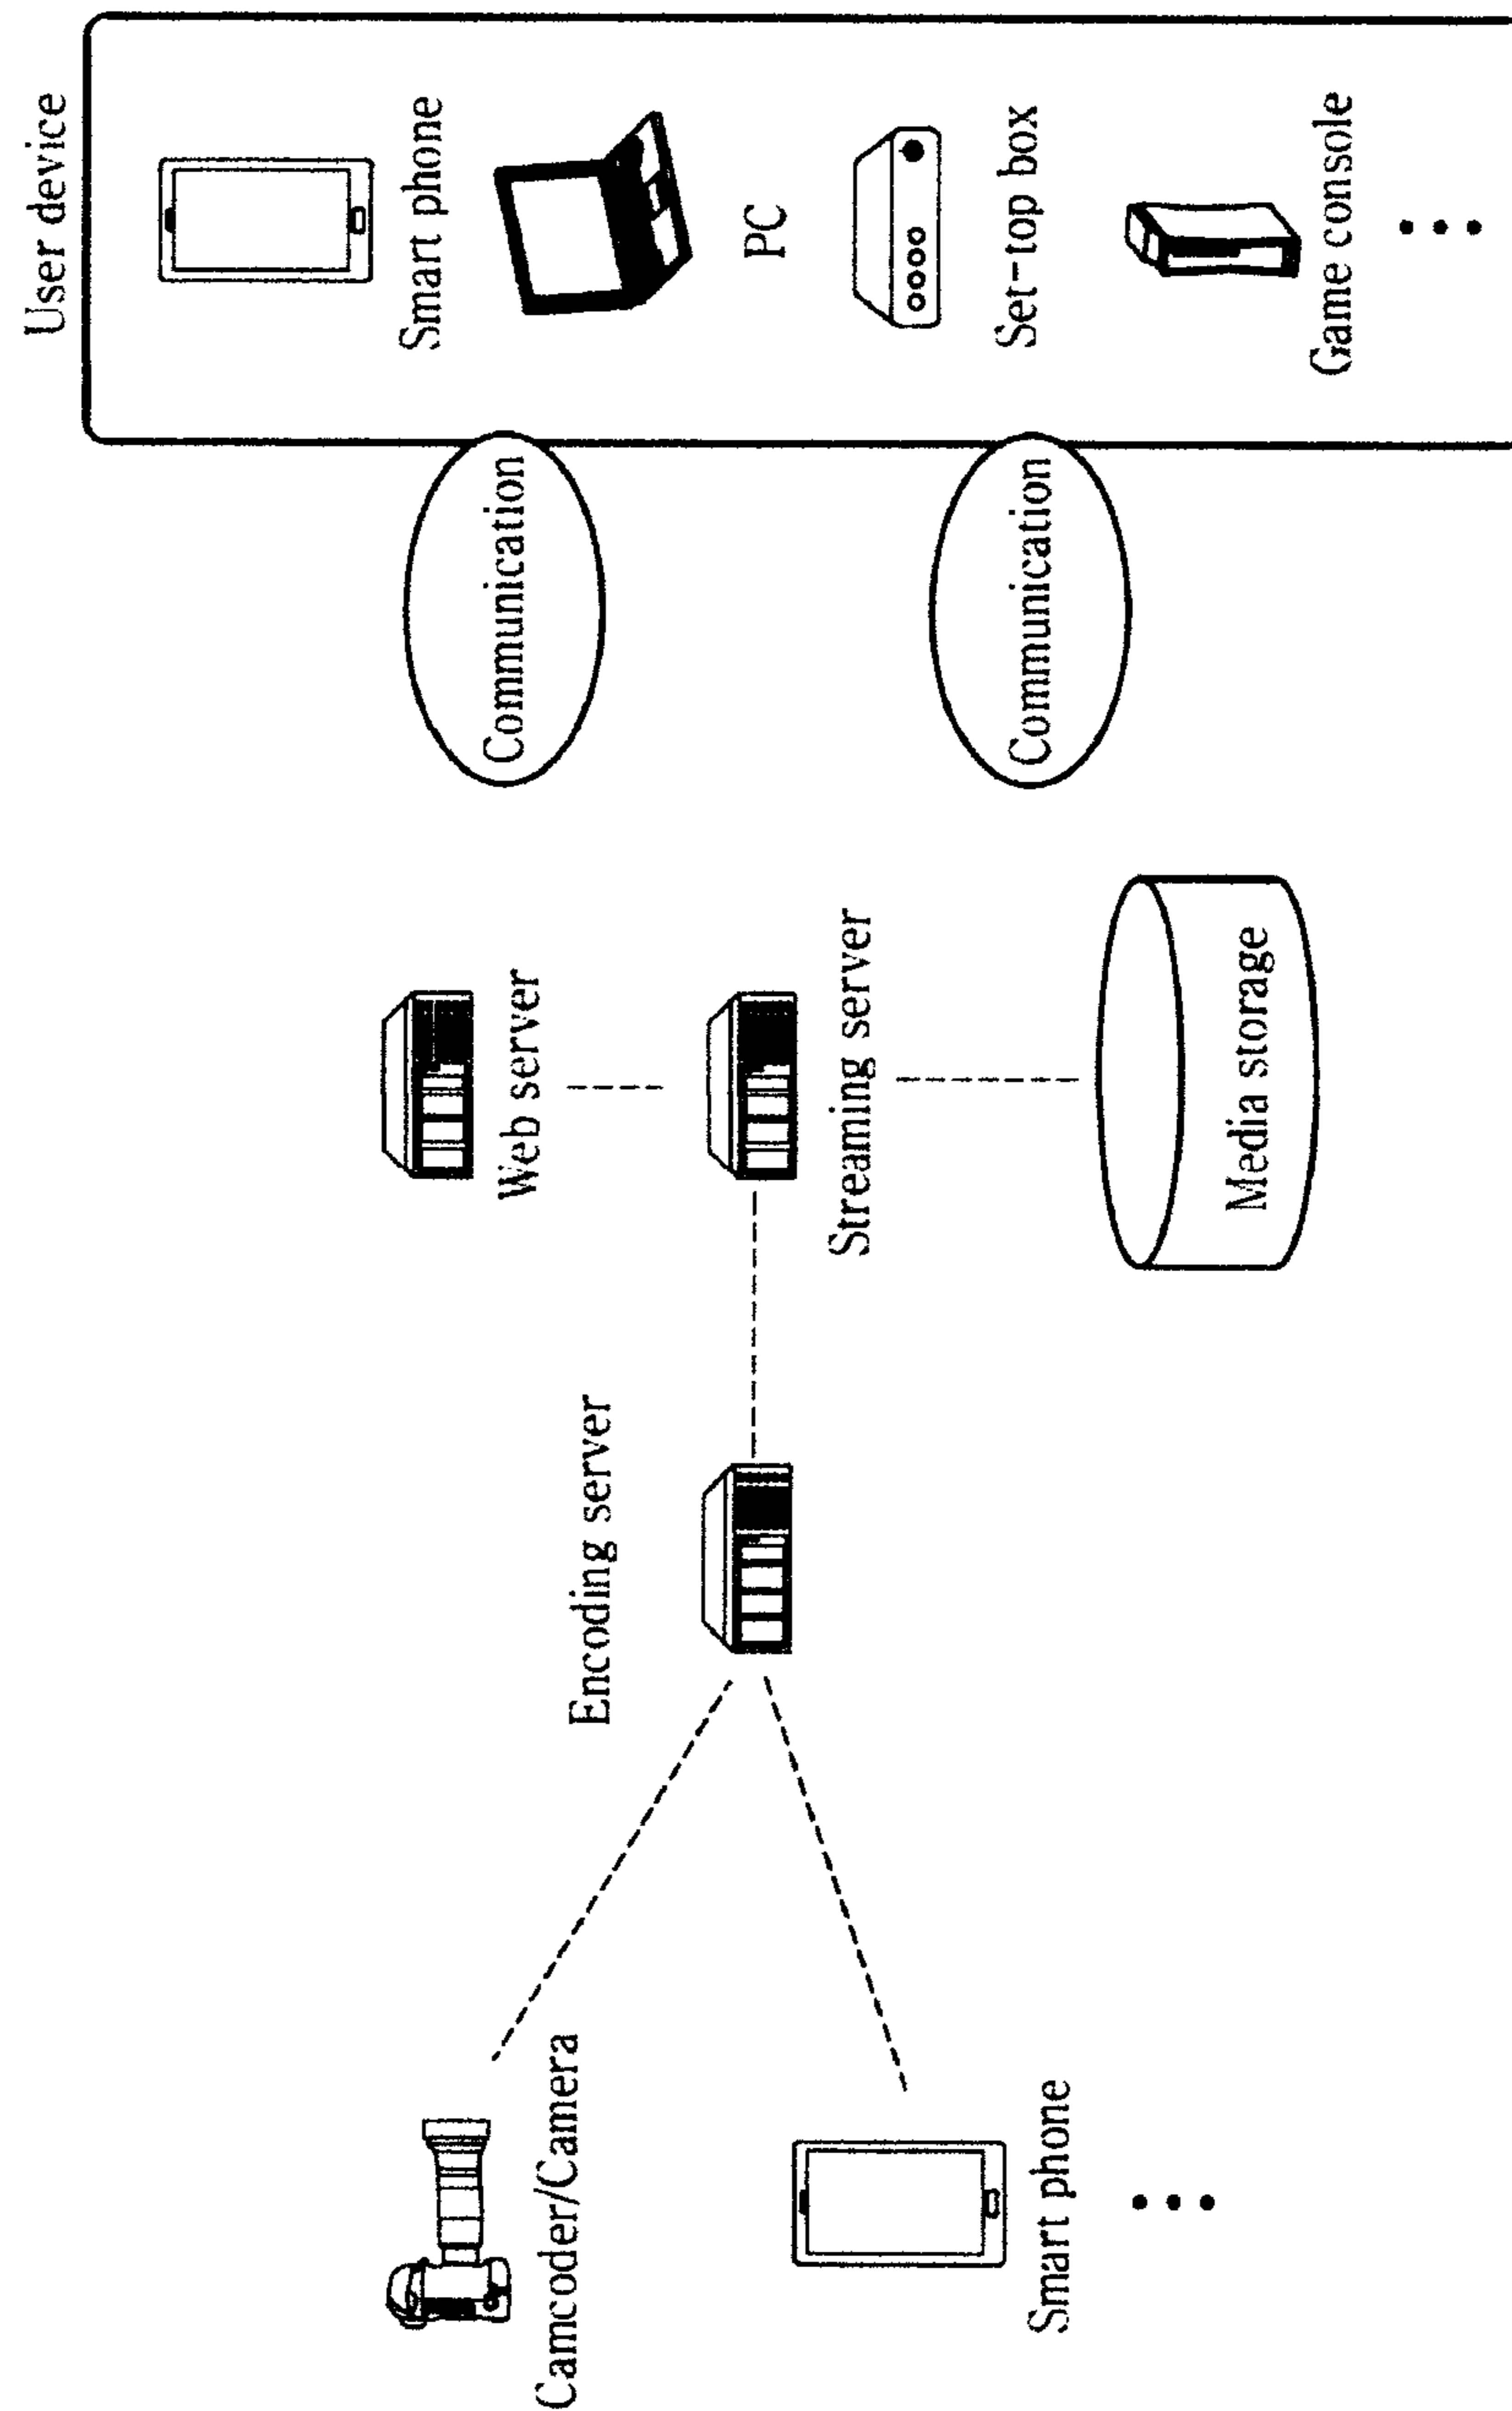 User device
Smart phone
PC
Set-top box
Game console
Communication
Communication
Web server
Streaming server
Media storage
Encoding server
Camcoder/Camera
Smart phone